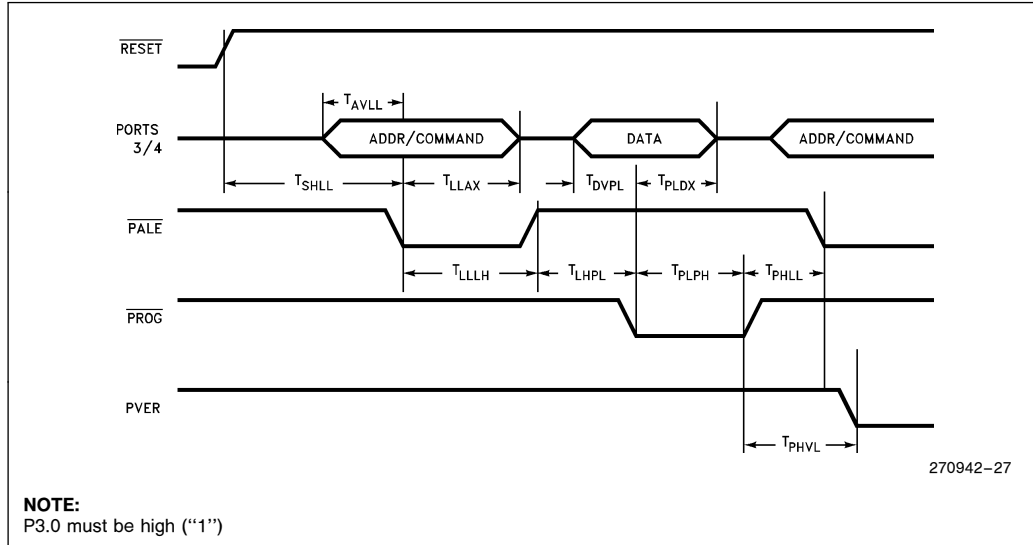 RESET
T_AVLL
PORTS
3/4
ADDR/COMMAND DATA ADDR/COMMAND
T_SHLL T_LLAX T_DVPL T_PLDX
PALE
T_LLLH T_LHPL T_PLPH T_PHLL
PROG
PVER
T_PHVL
270942–27
NOTE:
P3.0 must be high (“1”)